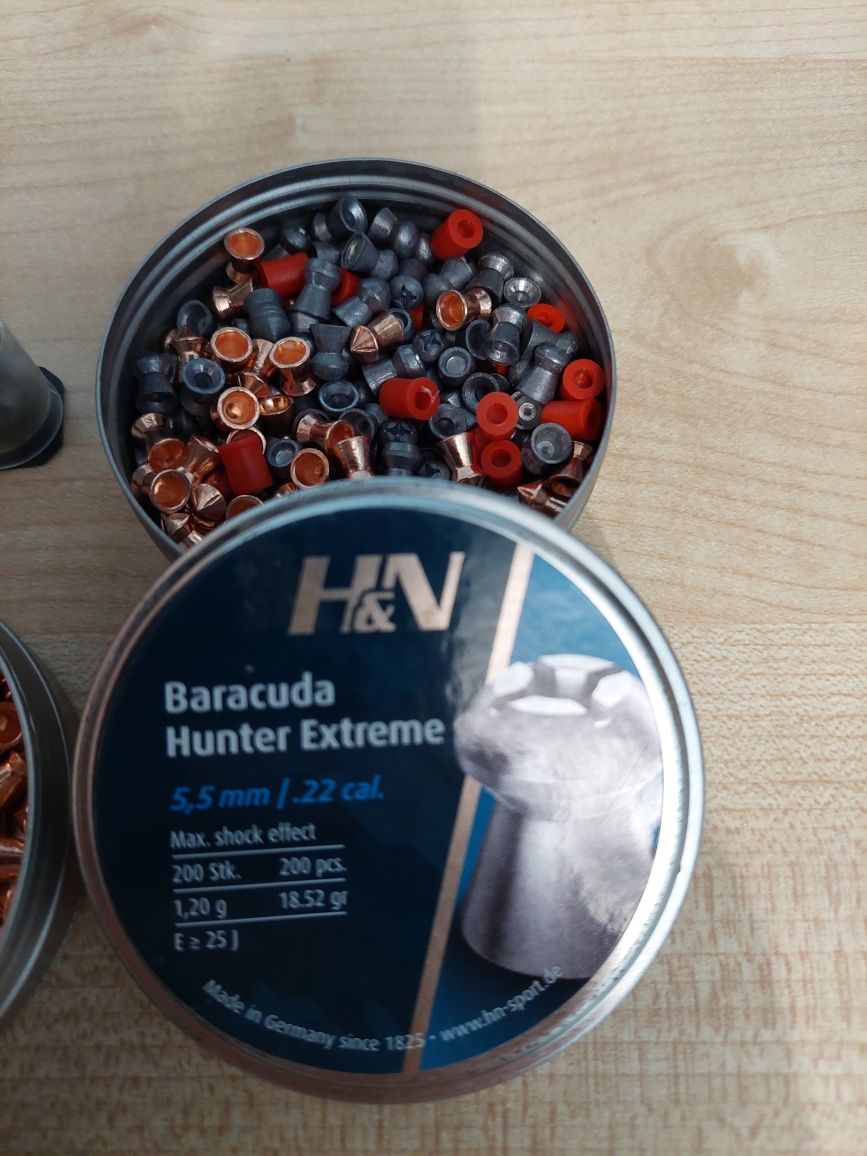 H&N
Baracuda
Hunter Extreme
5,5 mm / .22 cal.
Max. shock effect
200 Stk. 200 pcs.
1,20 g 18.52 gr
E ≥ 25 J
Made in Germany since 1825 - www.hn-sport.de